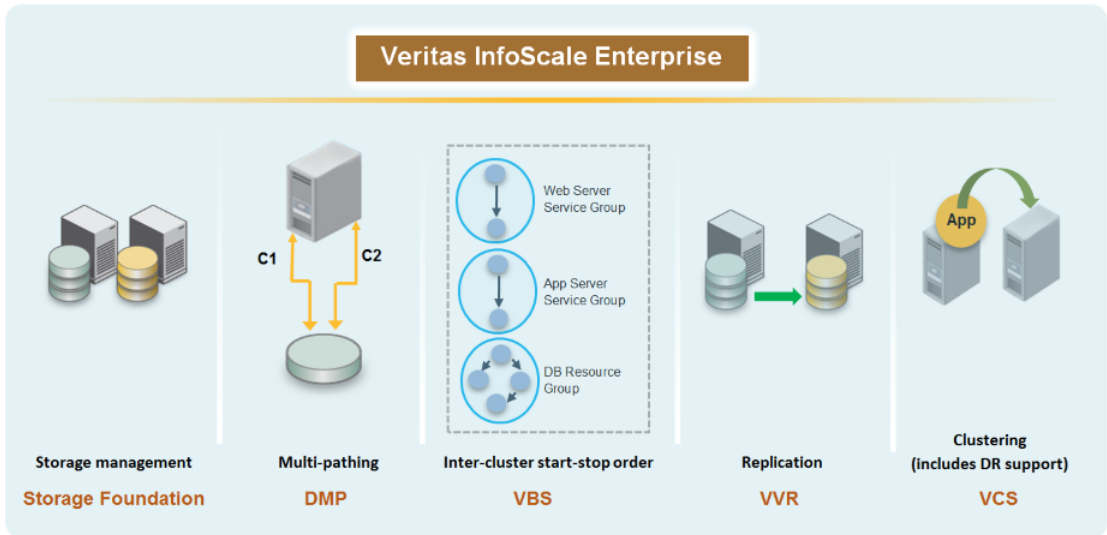 Veritas InfoScale Enterprise
C1
C2
Web Server
Service Group
App Server
Service Group
DB Resource
Group
App
Storage management
Storage Foundation
Multi-pathing
DMP
Inter-cluster start-stop order
VBS
Replication
VVR
Clustering
(includes DR support)
VCS